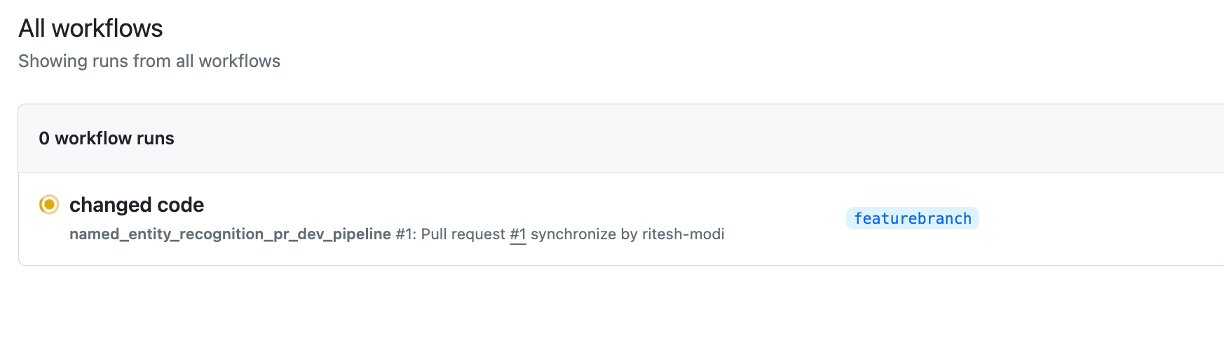 All workflows
Showing runs from all workflows
0 workflow runs
changed code
named_entity_recognition_pr_dev_pipeline #1: Pull request #1 synchronize by ritesh-modi
featurebranch